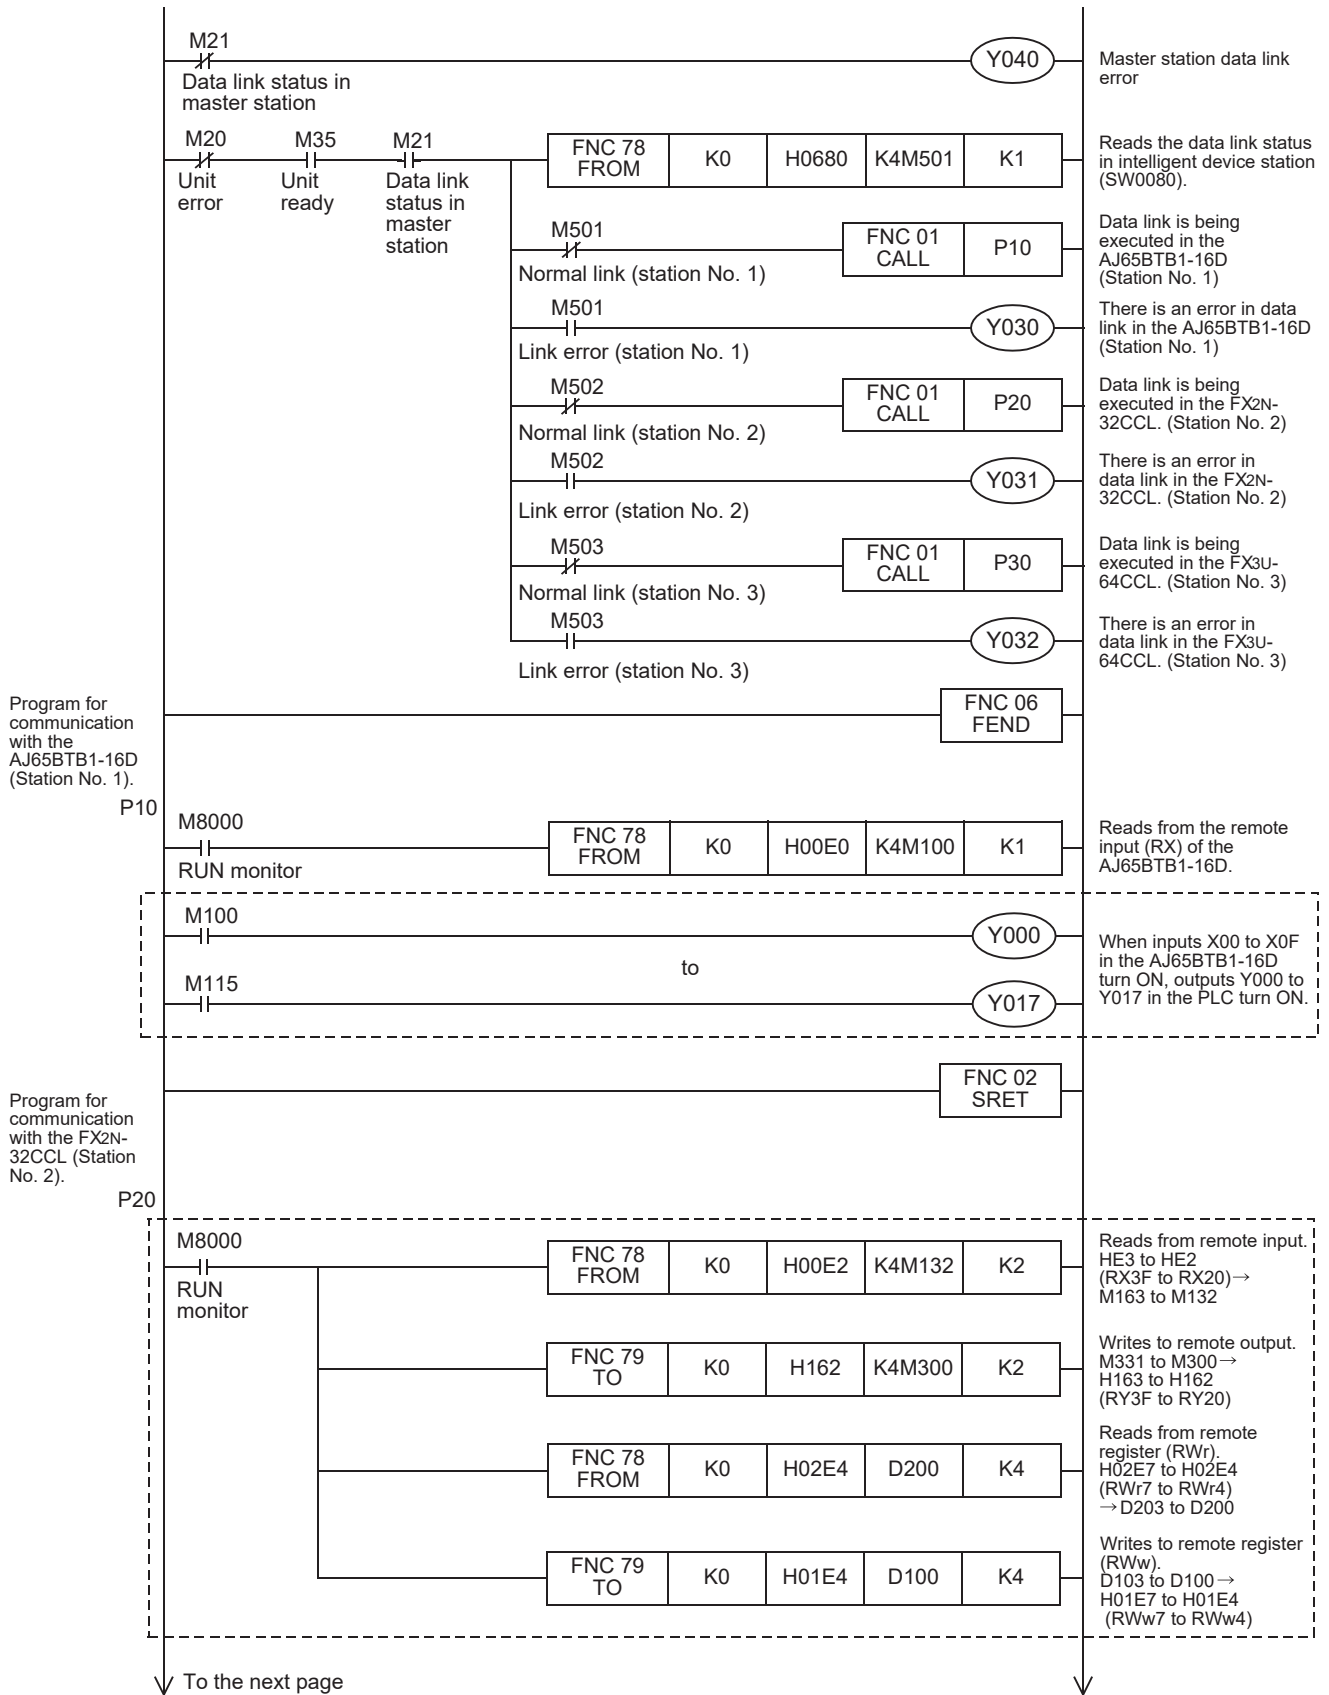 M21
Y040
Master station data link
error
Data link status in
master station
M20
M35
M21
FNC 78
FROM
K0
H0680
K4M501
K1
Reads the data link status
in intelligent device station
(SW0080).
Unit
error
Unit
ready
Data link
status in
master
station
M501
FNC 01
CALL
P10
Data link is being
executed in the
AJ65BTB1-16D
(Station No. 1)
Normal link (station No. 1)
M501
Y030
There is an error in data
link in the AJ65BTB1-16D
(Station No. 1)
Link error (station No. 1)
M502
FNC 01
CALL
P20
Data link is being
executed in the FX2N-
32CCL. (Station No. 2)
Normal link (station No. 2)
M502
Y031
There is an error in
data link in the FX2N-
32CCL. (Station No. 2)
Link error (station No. 2)
M503
FNC 01
CALL
P30
Data link is being
executed in the FX3U-
64CCL. (Station No. 3)
Normal link (station No. 3)
M503
Y032
There is an error in
data link in the FX3U-
64CCL. (Station No. 3)
Link error (station No. 3)
FNC 06
FEND
Program for
communication
with the
AJ65BTB1-16D
(Station No. 1).
P10
M8000
RUN monitor
FNC 78
FROM
K0
H00E0
K4M100
K1
Reads from the remote
input (RX) of the
AJ65BTB1-16D.
M100
Y000
to
M115
Y017
When inputs X00 to X0F
in the AJ65BTB1-16D
turn ON, outputs Y000 to
Y017 in the PLC turn ON.
FNC 02
SRET
Program for
communication
with the FX2N-
32CCL (Station
No. 2).
P20
M8000
RUN
monitor
FNC 78
FROM
K0
H00E2
K4M132
K2
Reads from remote input.
HE3 to HE2
(RX3F to RX20)→
M163 to M132
FNC 79
TO
K0
H162
K4M300
K2
Writes to remote output.
M331 to M300→
H163 to H162
(RY3F to RY20)
FNC 78
FROM
K0
H02E4
D200
K4
Reads from remote
register (RWr).
H02E7 to H02E4
(RWr7 to RWr4)
→D203 to D200
FNC 79
TO
K0
H01E4
D100
K4
Writes to remote register
(RWw).
D103 to D100→
H01E7 to H01E4
(RWw7 to RWw4)
To the next page